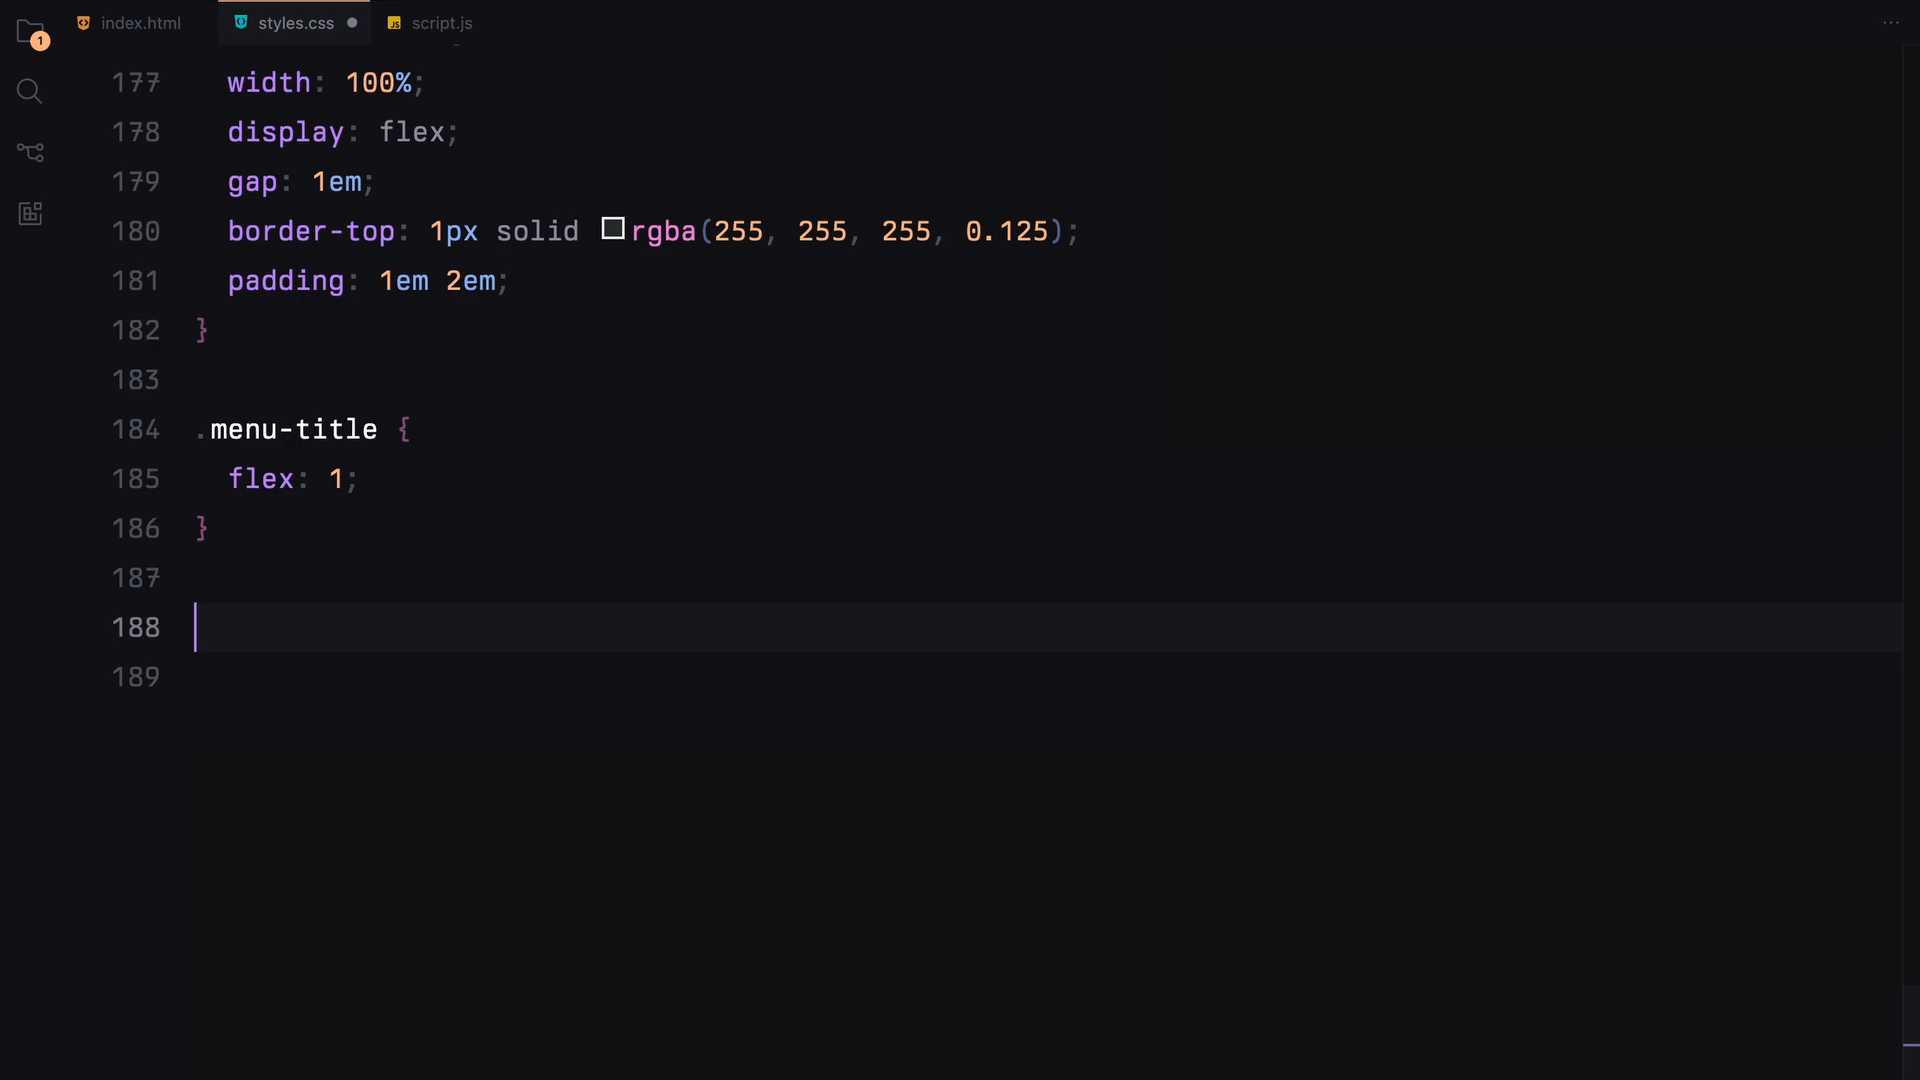 1
index.html
styles.css
script.js
177 width: 100%;
178 display: flex;
179 gap: 1em;
180 border-top: 1px solid rgba(255, 255, 255, 0.125);
181 padding: 1em 2em;
182 }
183
184 .menu-title {
185 flex: 1;
186 }
187
188
189